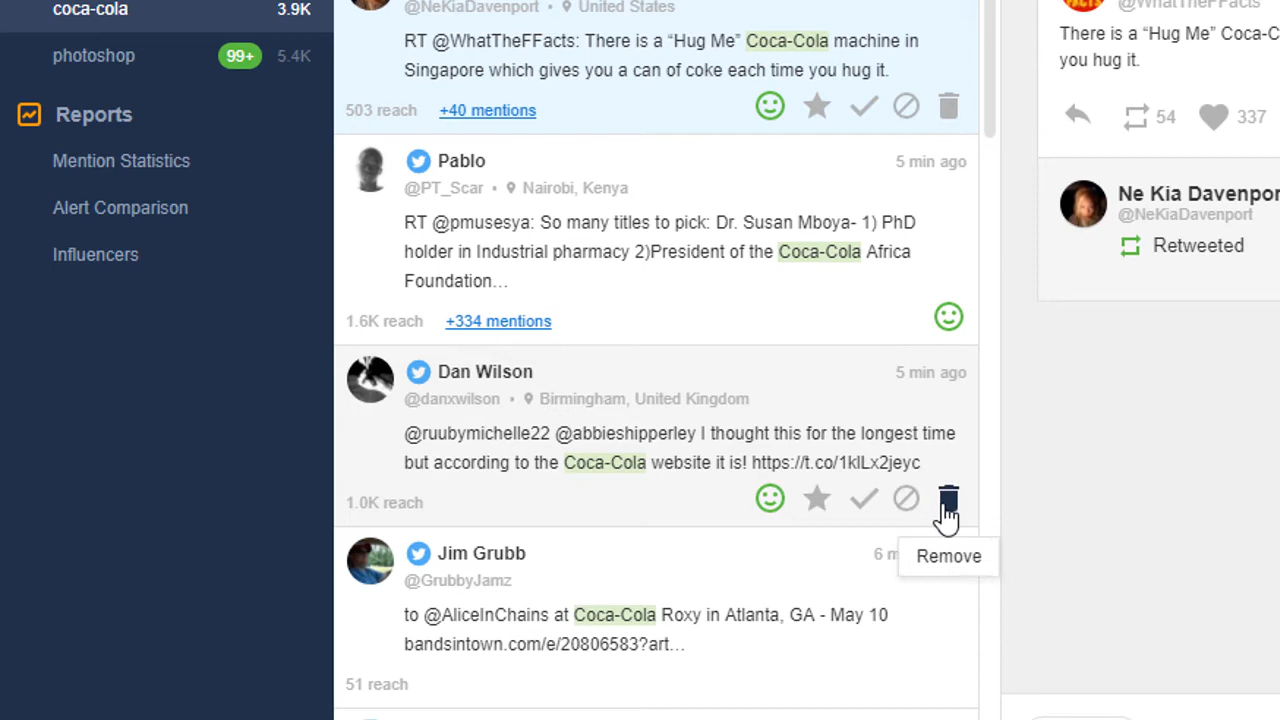 coca-cola 3.9K
photoshop 99+ 5.4K
Reports
Mention Statistics
Alert Comparison
Influencers
@NeKiaDavenport • United States
RT @WhatTheFFacts: There is a “Hug Me” Coca-Cola machine in
Singapore which gives you a can of coke each time you hug it.
503 reach +40 mentions
Pablo 5 min ago
@PT_Scar • Nairobi, Kenya
RT @pmusesya: So many titles to pick: Dr. Susan Mboya- 1) PhD
holder in Industrial pharmacy 2)President of the Coca-Cola Africa
Foundation…
1.6K reach +334 mentions
Dan Wilson 5 min ago
@danxwilson • Birmingham, United Kingdom
@ruubymichelle22 @abbieshipperley I thought this for the longest time
but according to the Coca-Cola website it is! https://t.co/1klLx2jeyc
1.0K reach
Remove
Jim Grubb 6 m
@GrubbyJamz
to @AliceInChains at Coca-Cola Roxy in Atlanta, GA - May 10
bandsintown.com/e/20806583?art…
51 reach
@WhatTheFFacts
There is a “Hug Me” Coca-C
you hug it.
54 337
Ne Kia Davenpor
@NeKiaDavenport
Retweeted